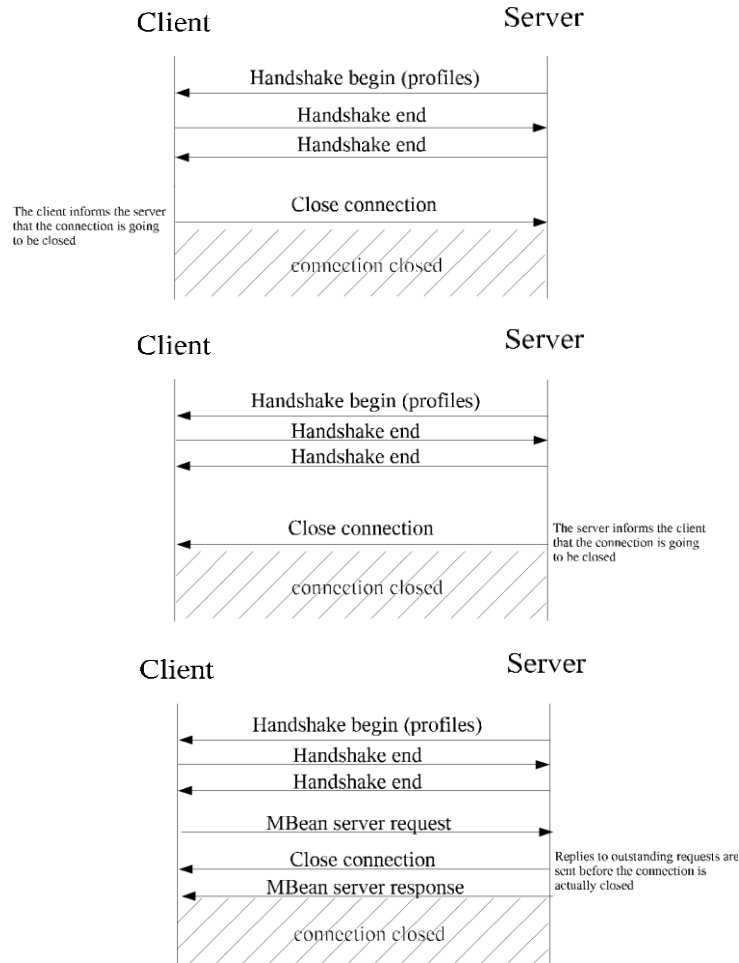 Client
Server
Handshake begin (profiles)
Handshake end
Handshake end
Close connection
The client informs the server
that the connection is going
to be closed
connection closed
Client
Server
Handshake begin (profiles)
Handshake end
Handshake end
Close connection
The server informs the client
that the connection is going
to be closed
connection closed
Client
Server
Handshake begin (profiles)
Handshake end
Handshake end
MBean server request
Close connection
Replies to outstanding requests are
sent before the connection is
actually closed
MBean server response
connection closed